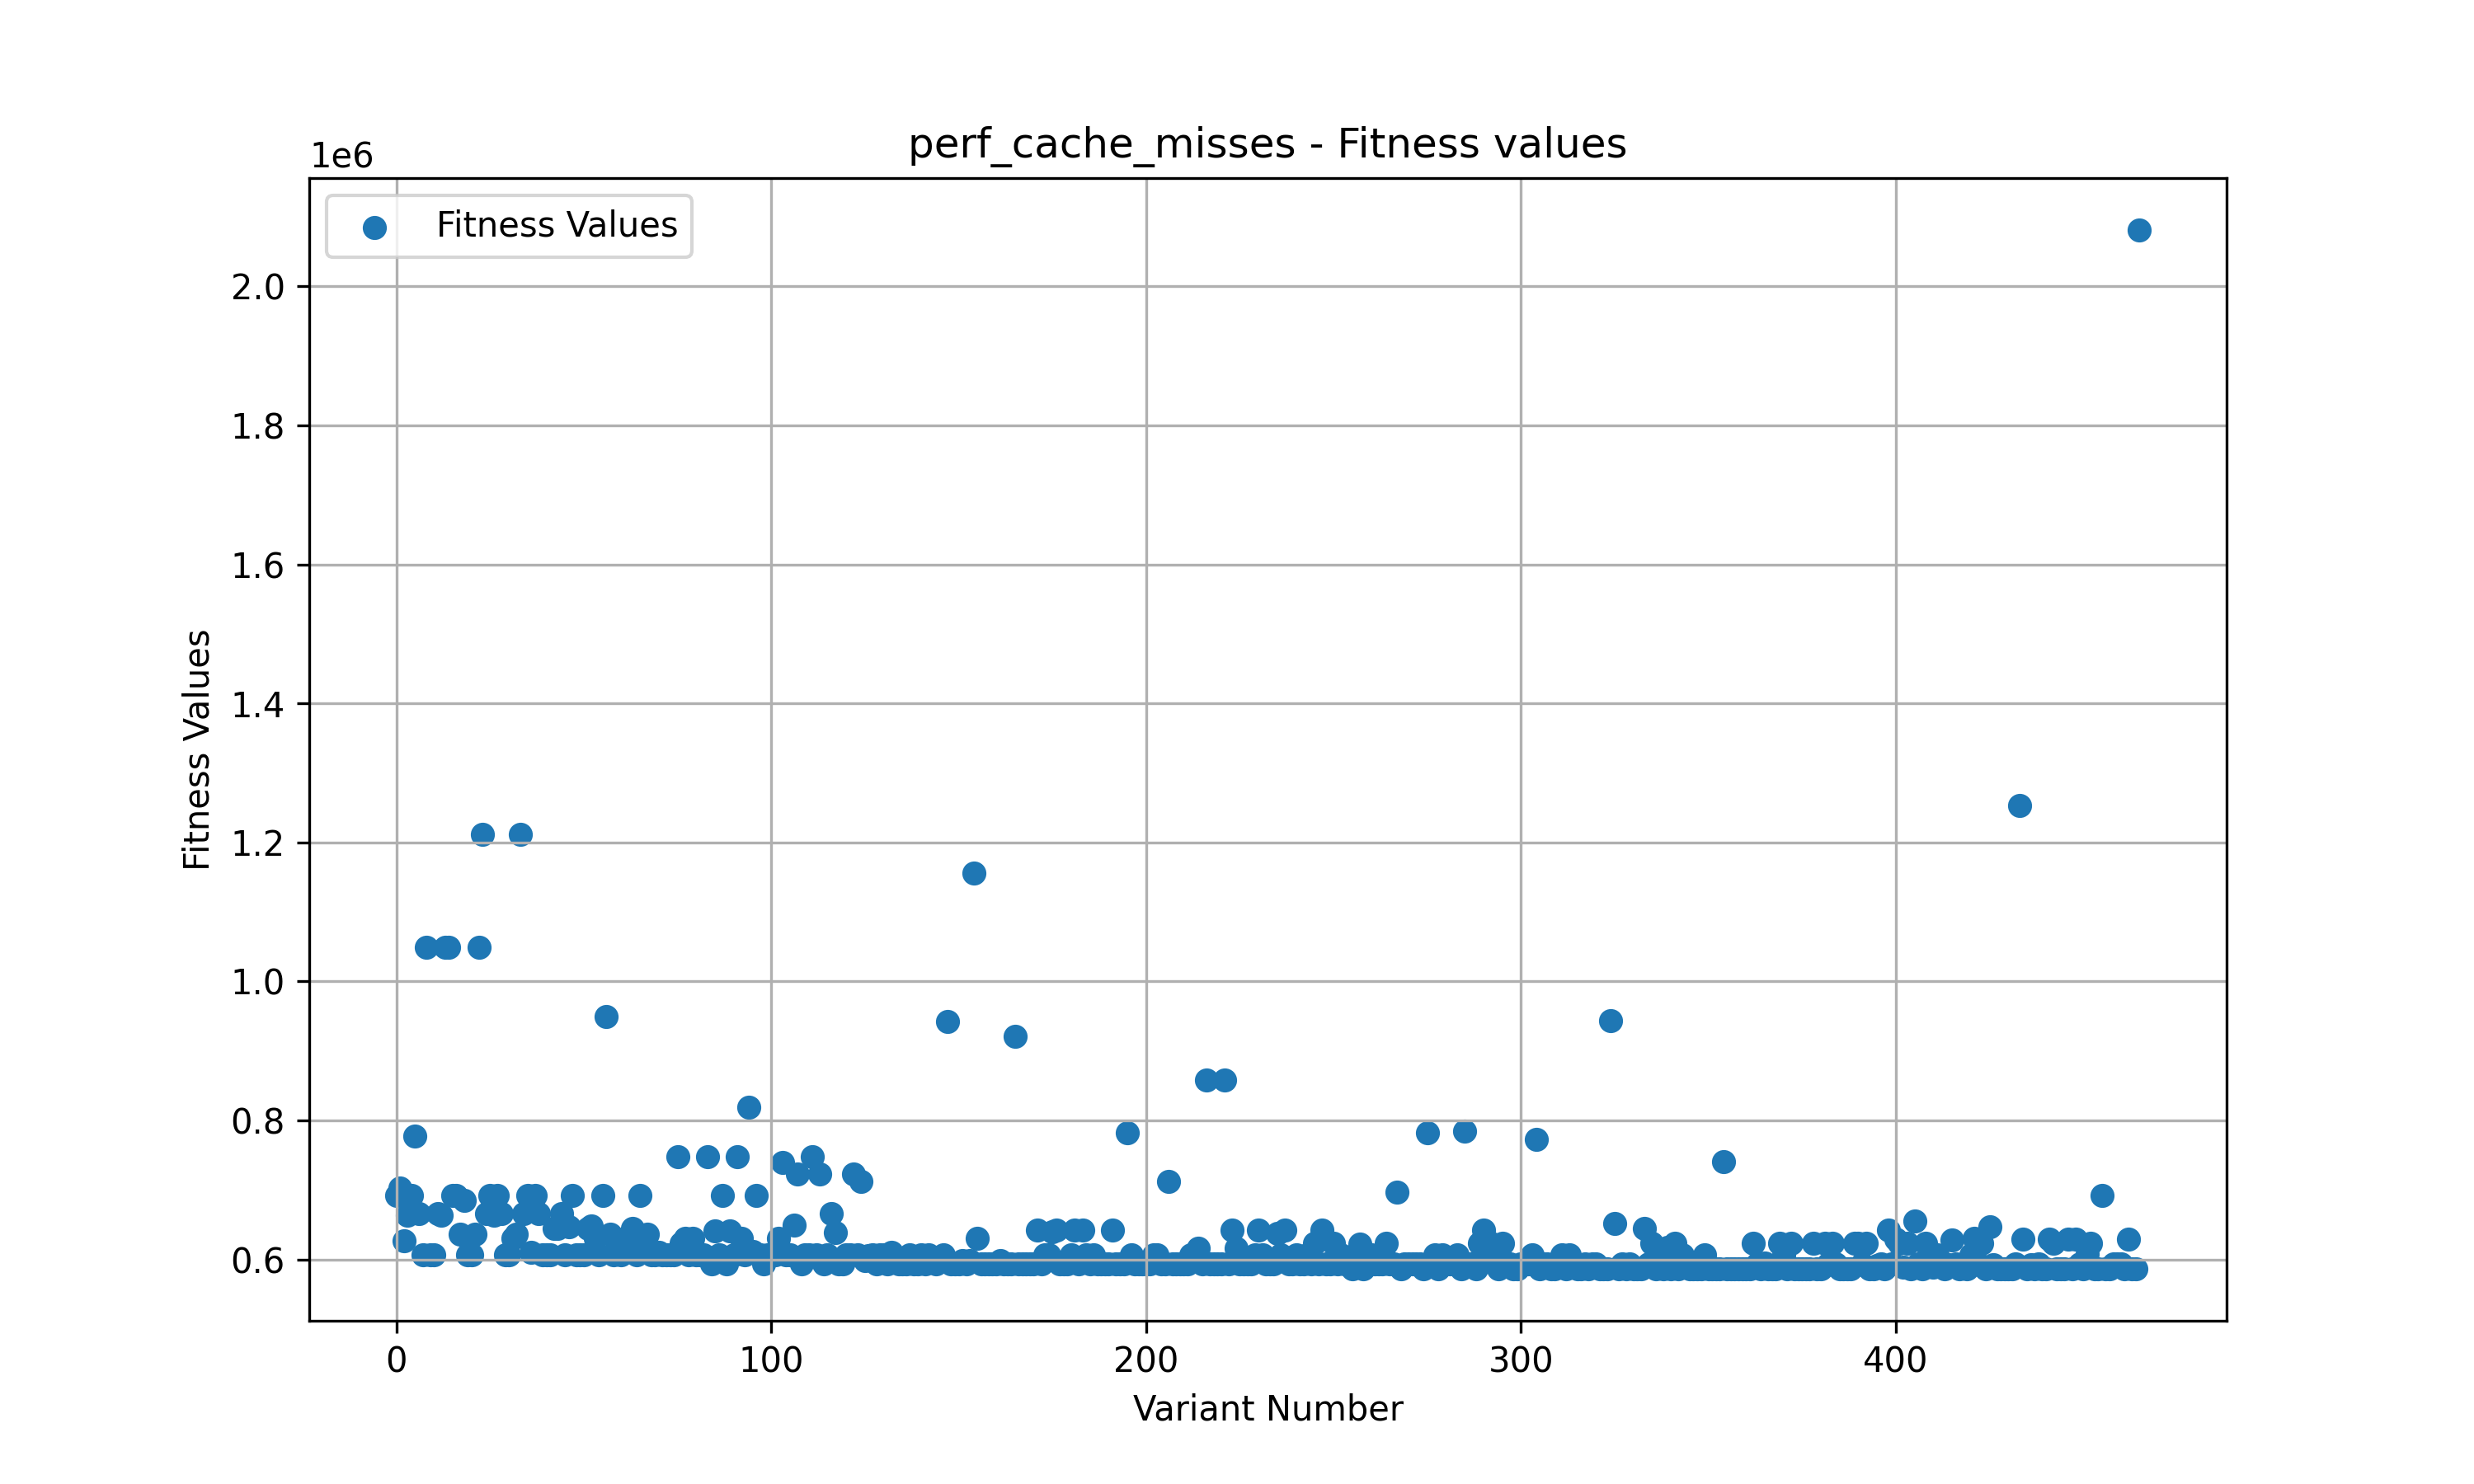 perf_cache_misses - Fitness values
1e6
Fitness Values
2.0
1.8
1.6
1.4
1.2
1.0
0.8
0.6
Fitness Values
0 100 200 300 400
Variant Number